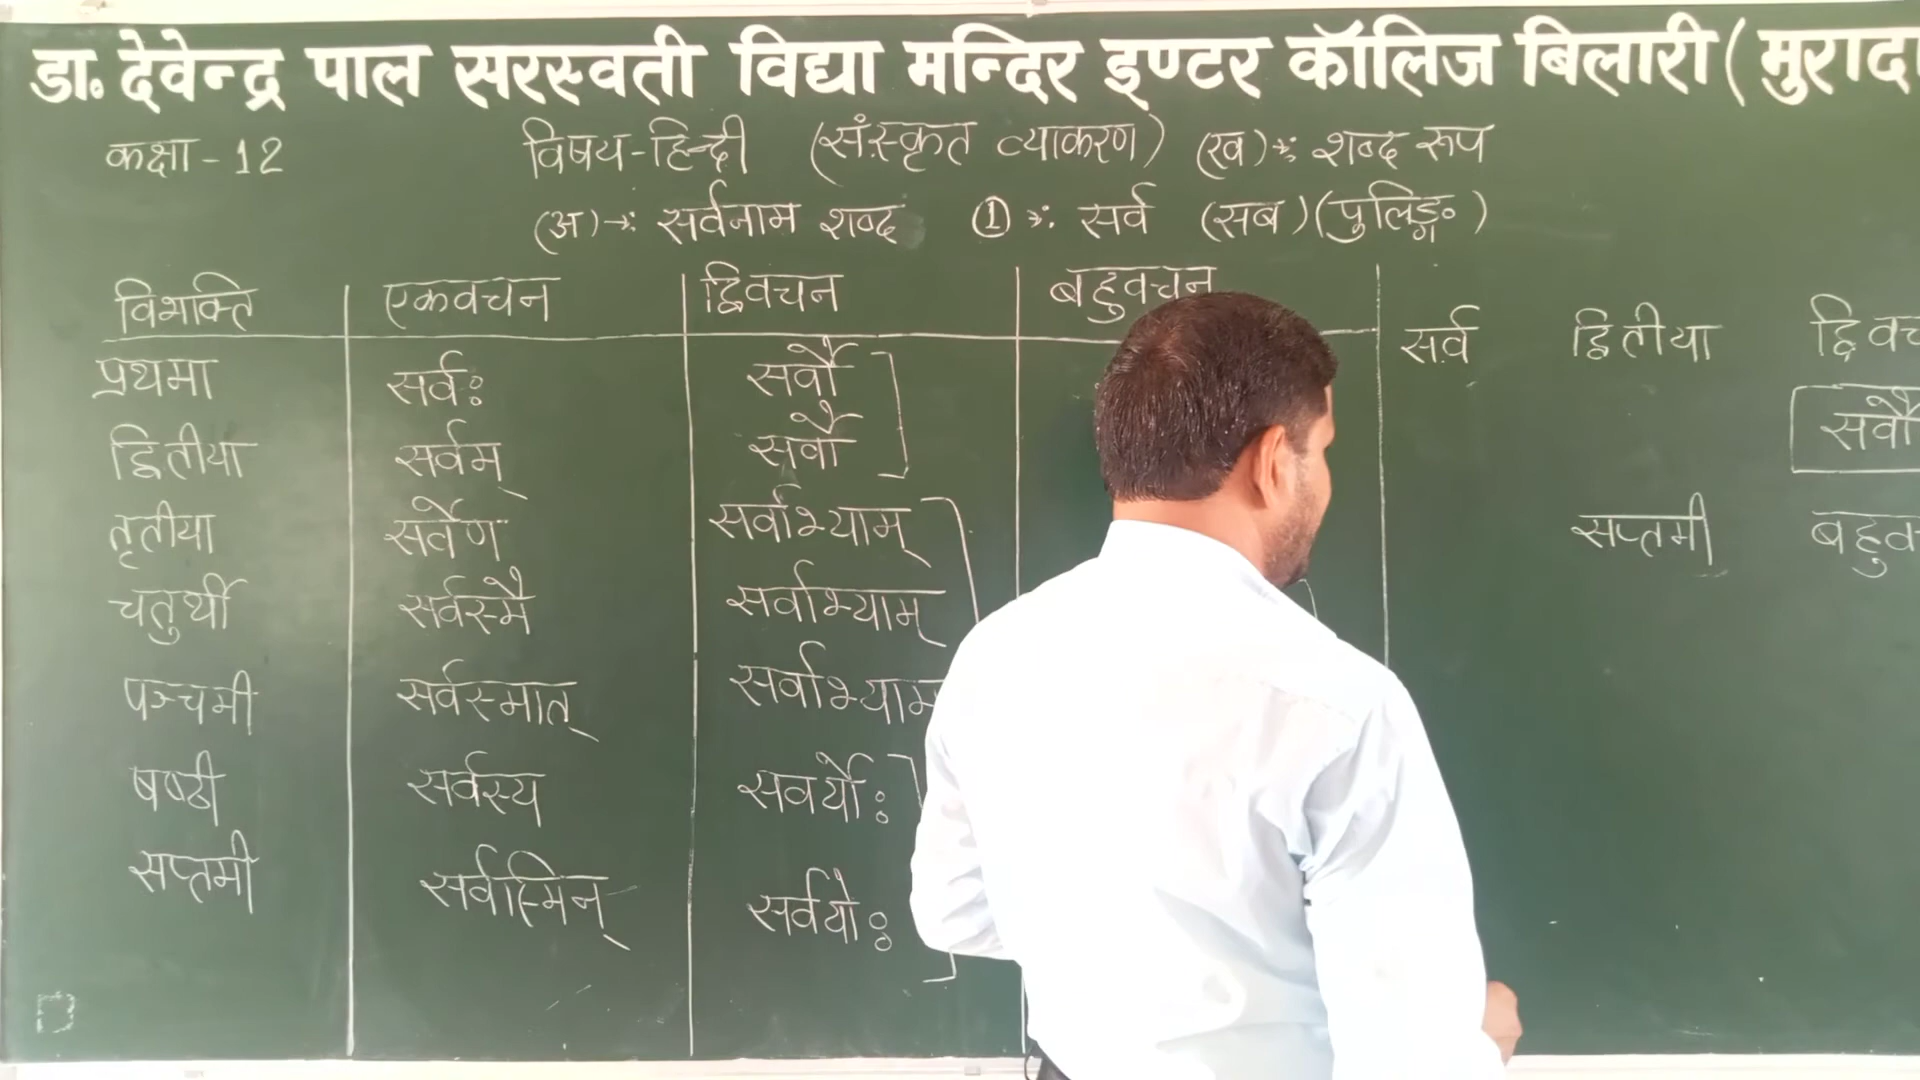 डा. देवेन्द्र पाल सरस्वती विद्या मन्दिर इण्टर कॉलिज बिलारी ( मुरादा
कक्षा - 12 विषय-हिन्दी (संस्कृत व्याकरण) (ख)→: शब्द रूप
(अ)→: सर्वनाम शब्द ①→: सर्व (सब)(पुलिङ्ग॰)
विभक्ति एकवचन द्विवचन बहुवचन
प्रथमा सर्वः सर्वौ
द्वितीया सर्वम् सर्वौ
तृतीया सर्वेण सर्वाभ्याम्
चतुर्थी सर्वस्मै सर्वाभ्याम्
पञ्चमी सर्वस्मात् सर्वाभ्याम
षष्ठी सर्वस्य सवर्योः
सप्तमी सर्वस्मिन् सर्वयोः
सर्व द्वितीया द्विवच
सर्वौ
सप्तमी बहुव